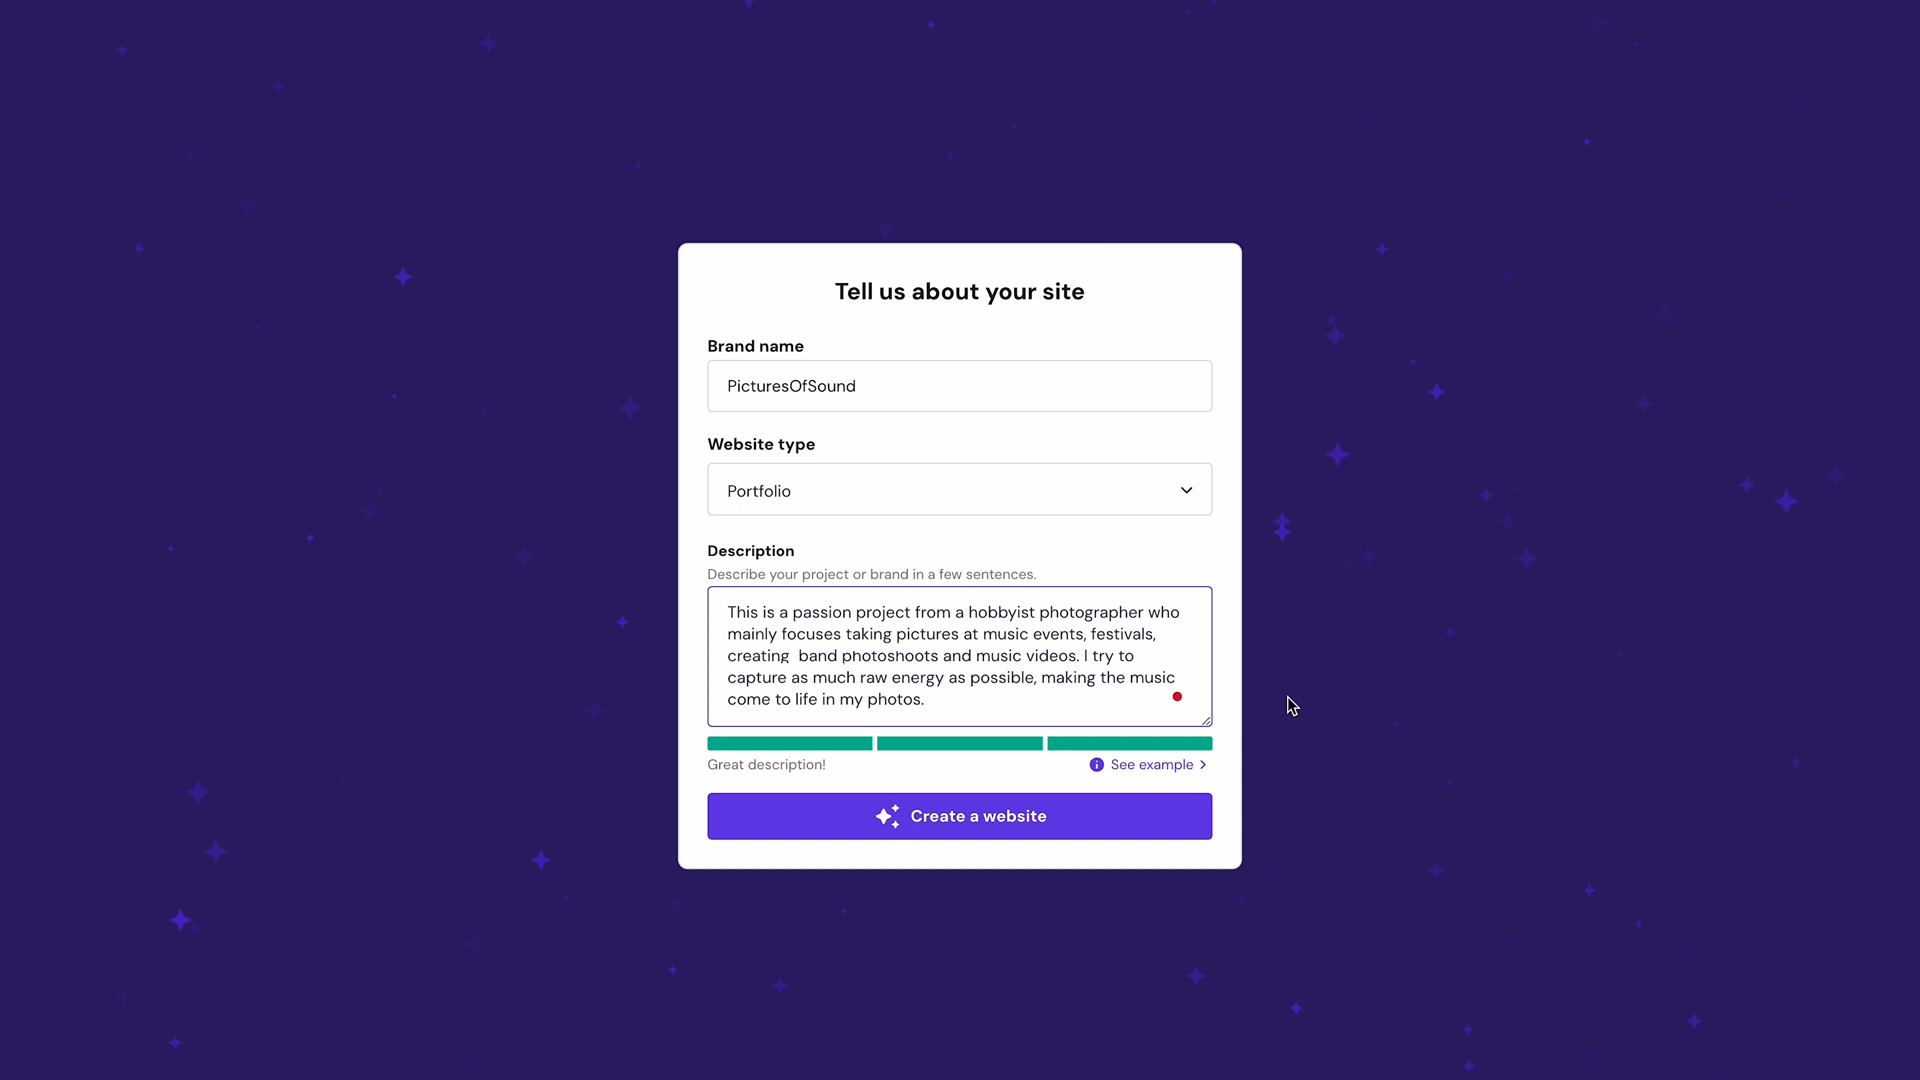 Tell us about your site
Brand name
PicturesOfSound
Website type
Portfolio
Description
Describe your project or brand in a few sentences.
This is a passion project from a hobbyist photographer who
mainly focuses taking pictures at music events, festivals,
creating  band photoshoots and music videos. I try to
capture as much raw energy as possible, making the music
come to life in my photos.
Great description!
See example
Create a website